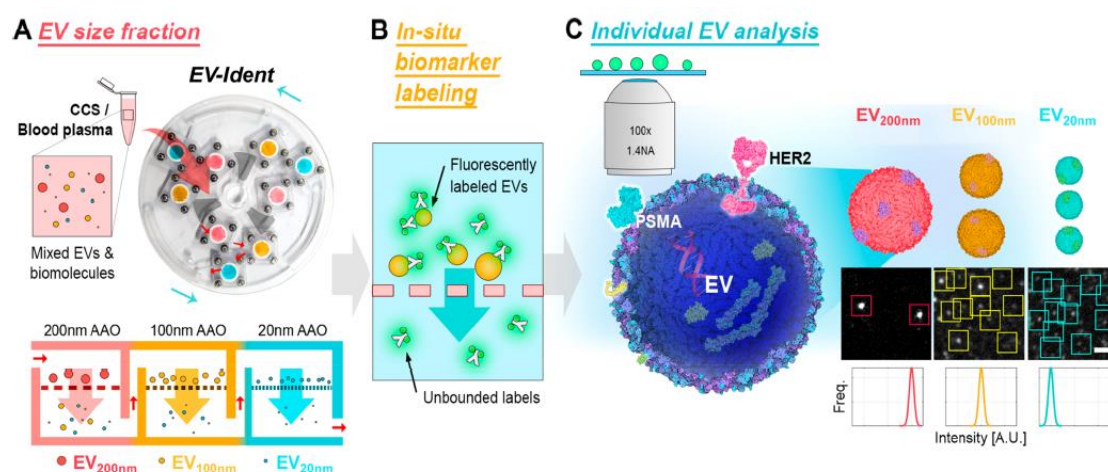 A EV size fraction
EV-Ident
CCS /
Blood plasma
Mixed EVs &
biomolecules
200nm AAO
100nm AAO
20nm AAO
EV200nm
EV100nm
EV20nm
B In-situ
biomarker
labeling
Fluorescently
labeled EVs
Unbounded labels
C Individual EV analysis
100x
1.4NA
HER2
PSMA
EV
EV200nm
EV100nm
EV20nm
Freq.
Intensity [A.U.]